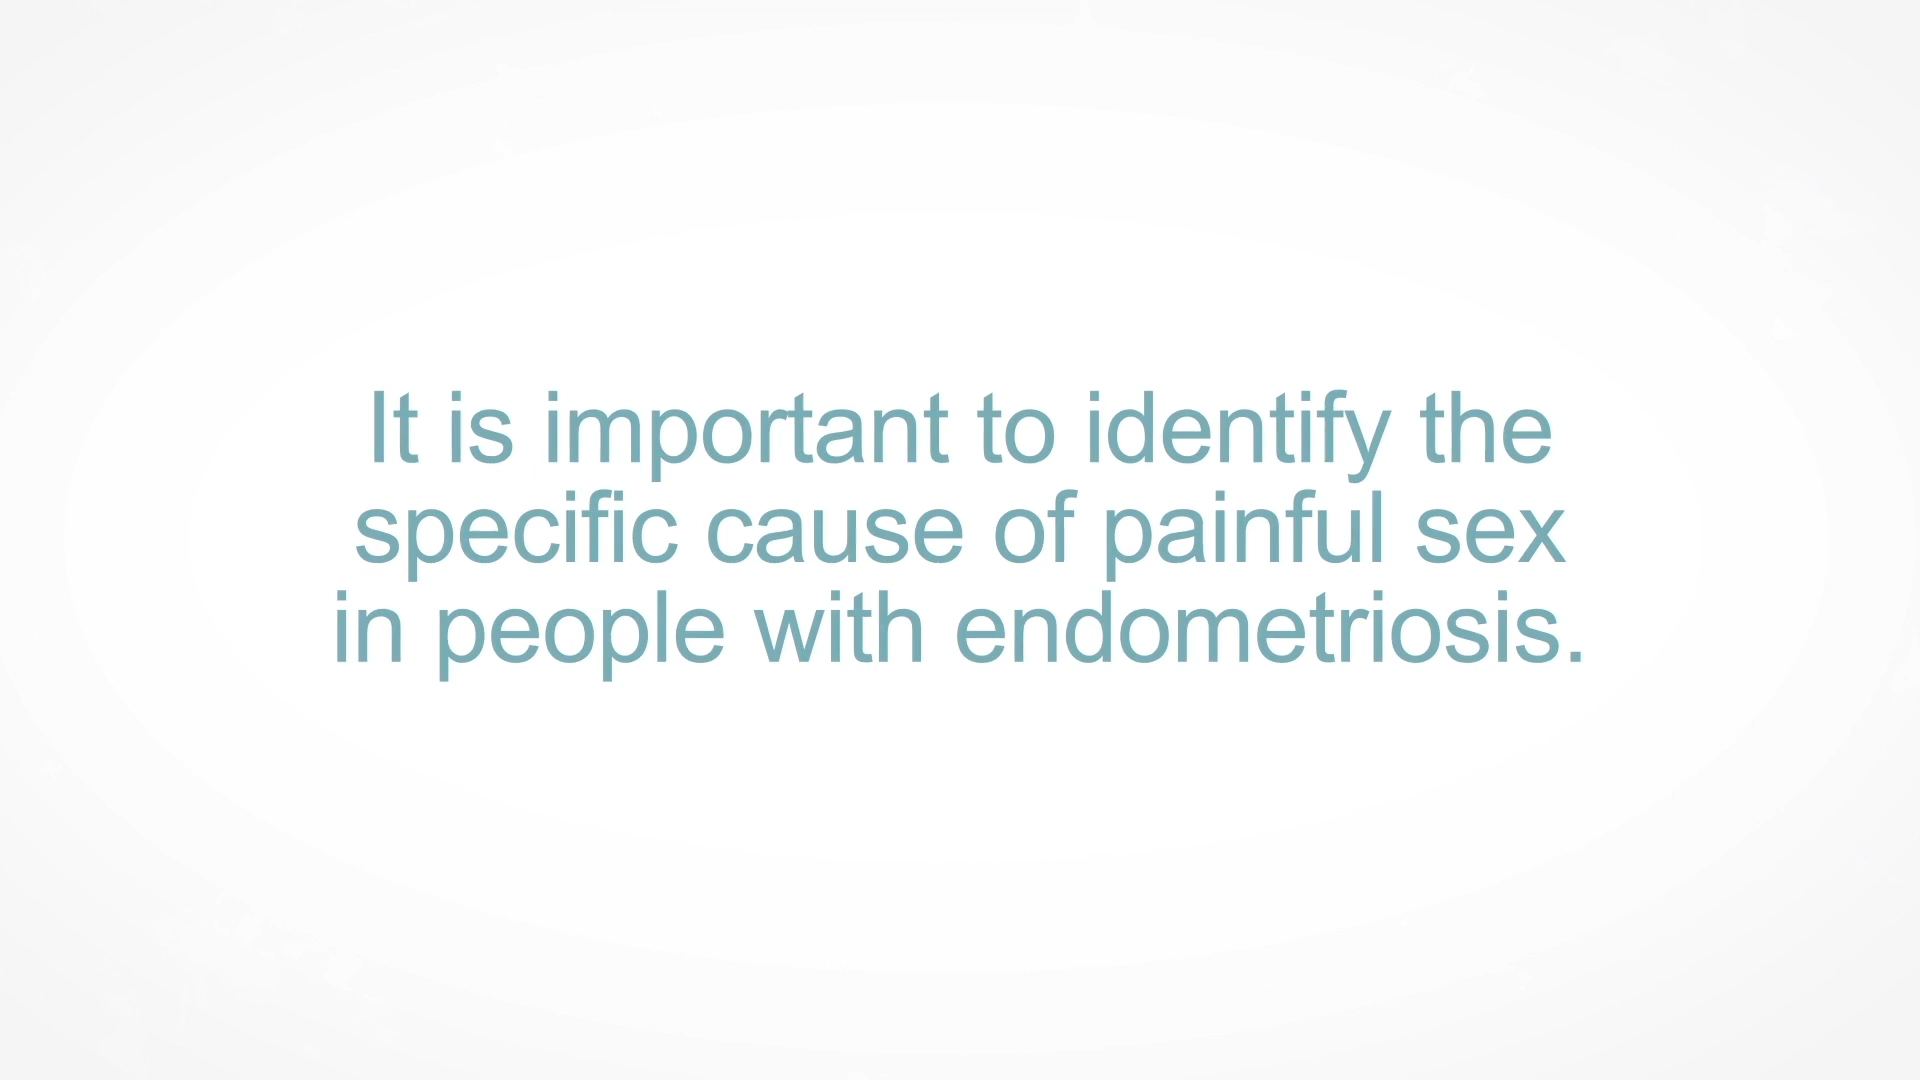 It is important to identify the
specific cause of painful sex
in people with endometriosis.